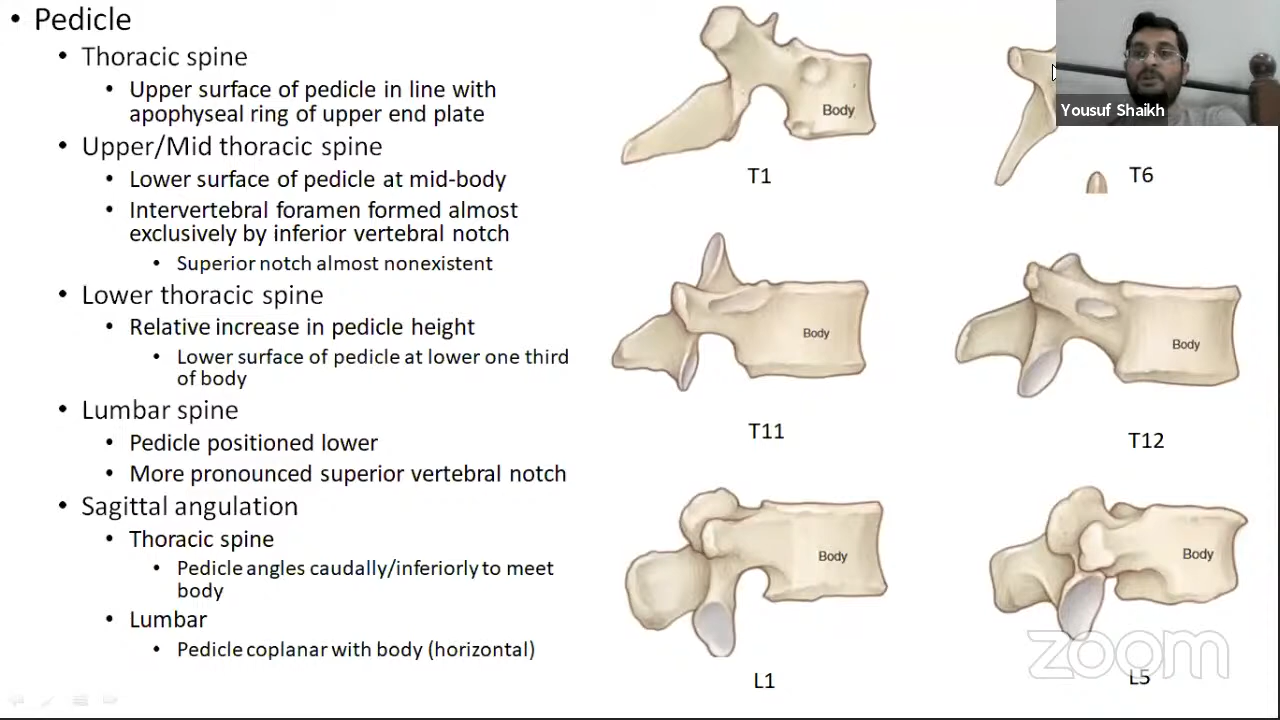 • Pedicle
• Thoracic spine
• Upper surface of pedicle in line with
apophyseal ring of upper end plate
• Upper/Mid thoracic spine
• Lower surface of pedicle at mid-body
• Intervertebral foramen formed almost
exclusively by inferior vertebral notch
• Superior notch almost nonexistent
• Lower thoracic spine
• Relative increase in pedicle height
• Lower surface of pedicle at lower one third
of body
• Lumbar spine
• Pedicle positioned lower
• More pronounced superior vertebral notch
• Sagittal angulation
• Thoracic spine
• Pedicle angles caudally/inferiorly to meet
body
• Lumbar
• Pedicle coplanar with body (horizontal)
Body
T1
Yousuf Shaikh
T6
Body
T11
Body
T12
Body
L1
Body
L5
zoom